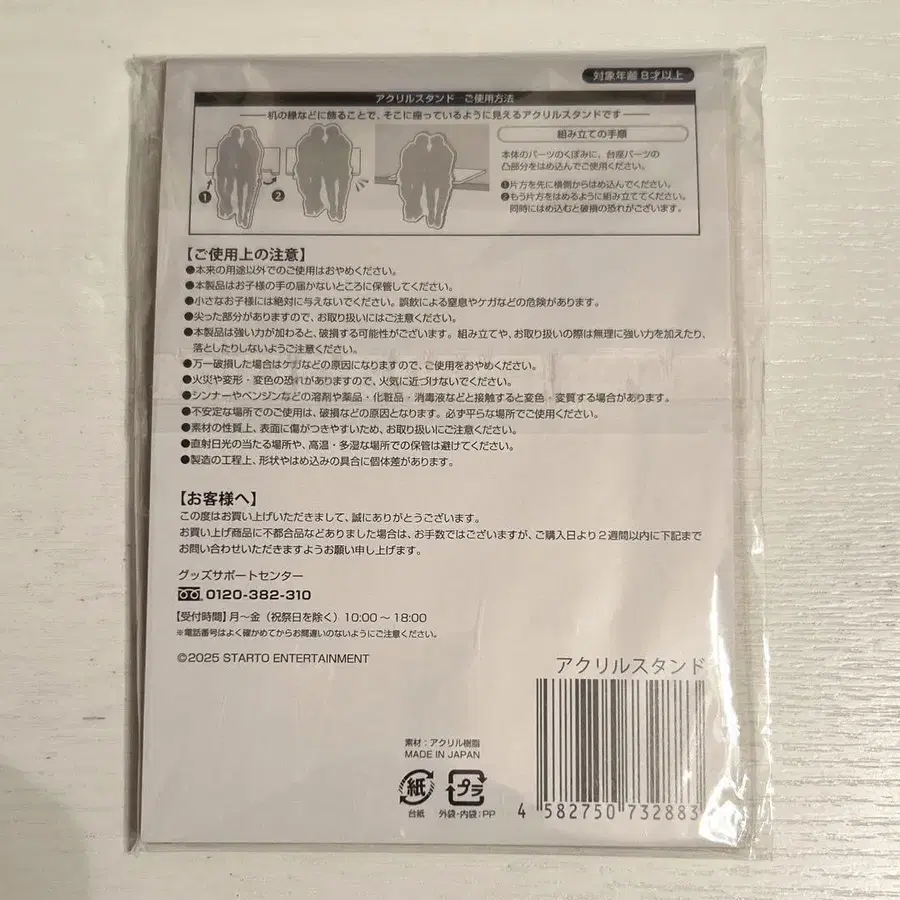 対象年齢8才以上
アクリルスタンド ご使用方法
机の縁などに飾ることで、そこに座っているように見えるアクリルスタンドです
組み立ての手順
本体のパーツのくぼみに、台座パーツの
凸部分をはめ込んでご使用ください。
❶片方を先に横側からはめ込んでください。
❷もう片方をはめるように組み立ててください。
同時にはめ込むと破損の恐れがございます。
❶
❷
【ご使用上の注意】
●本来の用途以外でのご使用はおやめください。
●本製品はお子様の手の届かないところに保管してください。
●小さなお子様には絶対に与えないでください。誤飲による窒息やケガなどの危険があります。
●尖った部分がありますので、お取り扱いにはご注意ください。
●本製品は強い力が加わると、破損する可能性がございます。組み立てや、お取り扱いの際は無理に強い力を加えたり、
落としたりしないようご注意ください。
●万一破損した場合はケガなどの原因になりますので、ご使用をおやめください。
●火災や変形・変色の恐れがありますので、火気に近づけないでください。
●シンナーやベンジンなどの溶剤や薬品・化粧品・消毒液などと接触すると変色・変質する場合があります。
●不安定な場所でのご使用は、破損などの原因となります。必ず平らな場所でご使用ください。
●素材の性質上、表面に傷がつきやすいため、お取り扱いにご注意ください。
●直射日光の当たる場所や、高温・多湿な場所での保管は避けてください。
●製造の工程上、形状やはめ込みの具合に個体差があります。
【お客様へ】
この度はお買い上げいただきまして、誠にありがとうございます。
お買い上げ商品に不都合品などありました場合は、お手数ではございますが、ご購入日より2週間以内に下記まで
お問い合わせいただきますようお願い申し上げます。
グッズサポートセンター
0120-382-310
【受付時間】月〜金（祝祭日を除く）10:00〜18:00
※電話番号はよく確かめてからお間違いのないようにご注意ください。
©2025 STARTO ENTERTAINMENT
アクリルスタンド
素材：アクリル樹脂
MADE IN JAPAN
紙
プラ
台紙
外袋・内袋：PP
4 582750 732883